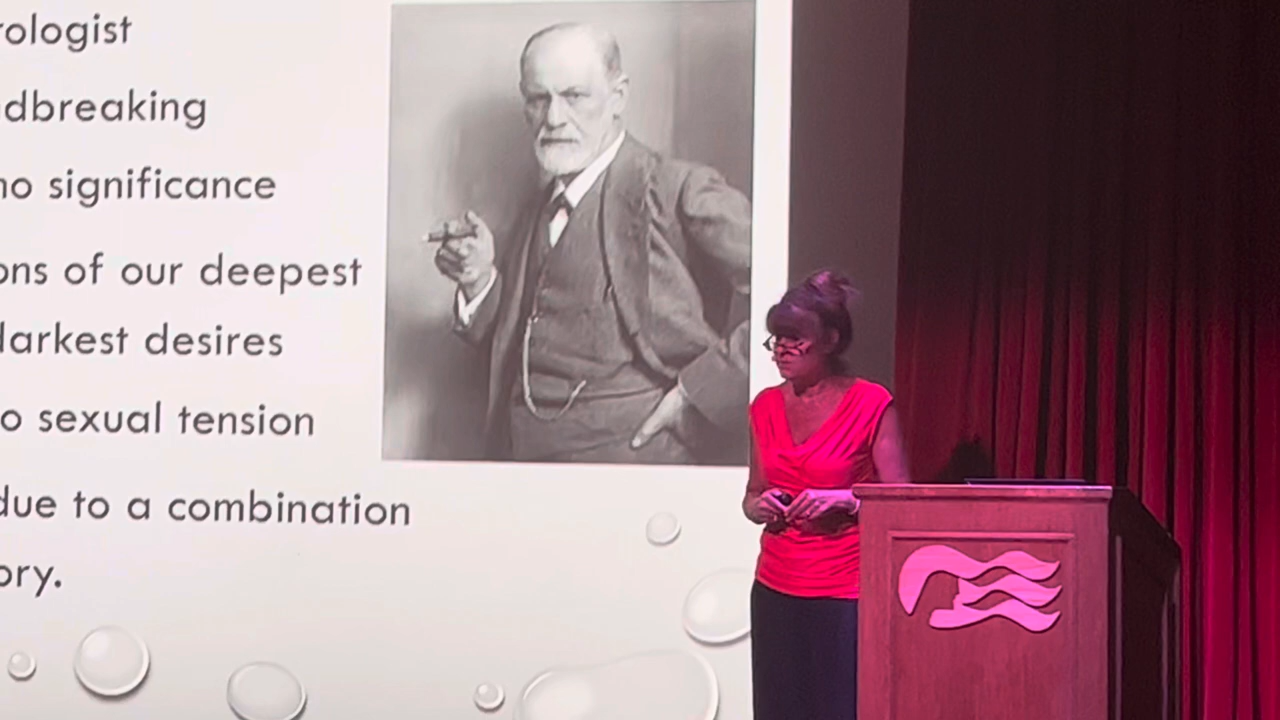 rologist
dbreaking
no significance
ons of our deepest
darkest desires
o sexual tension
due to a combination
ory.